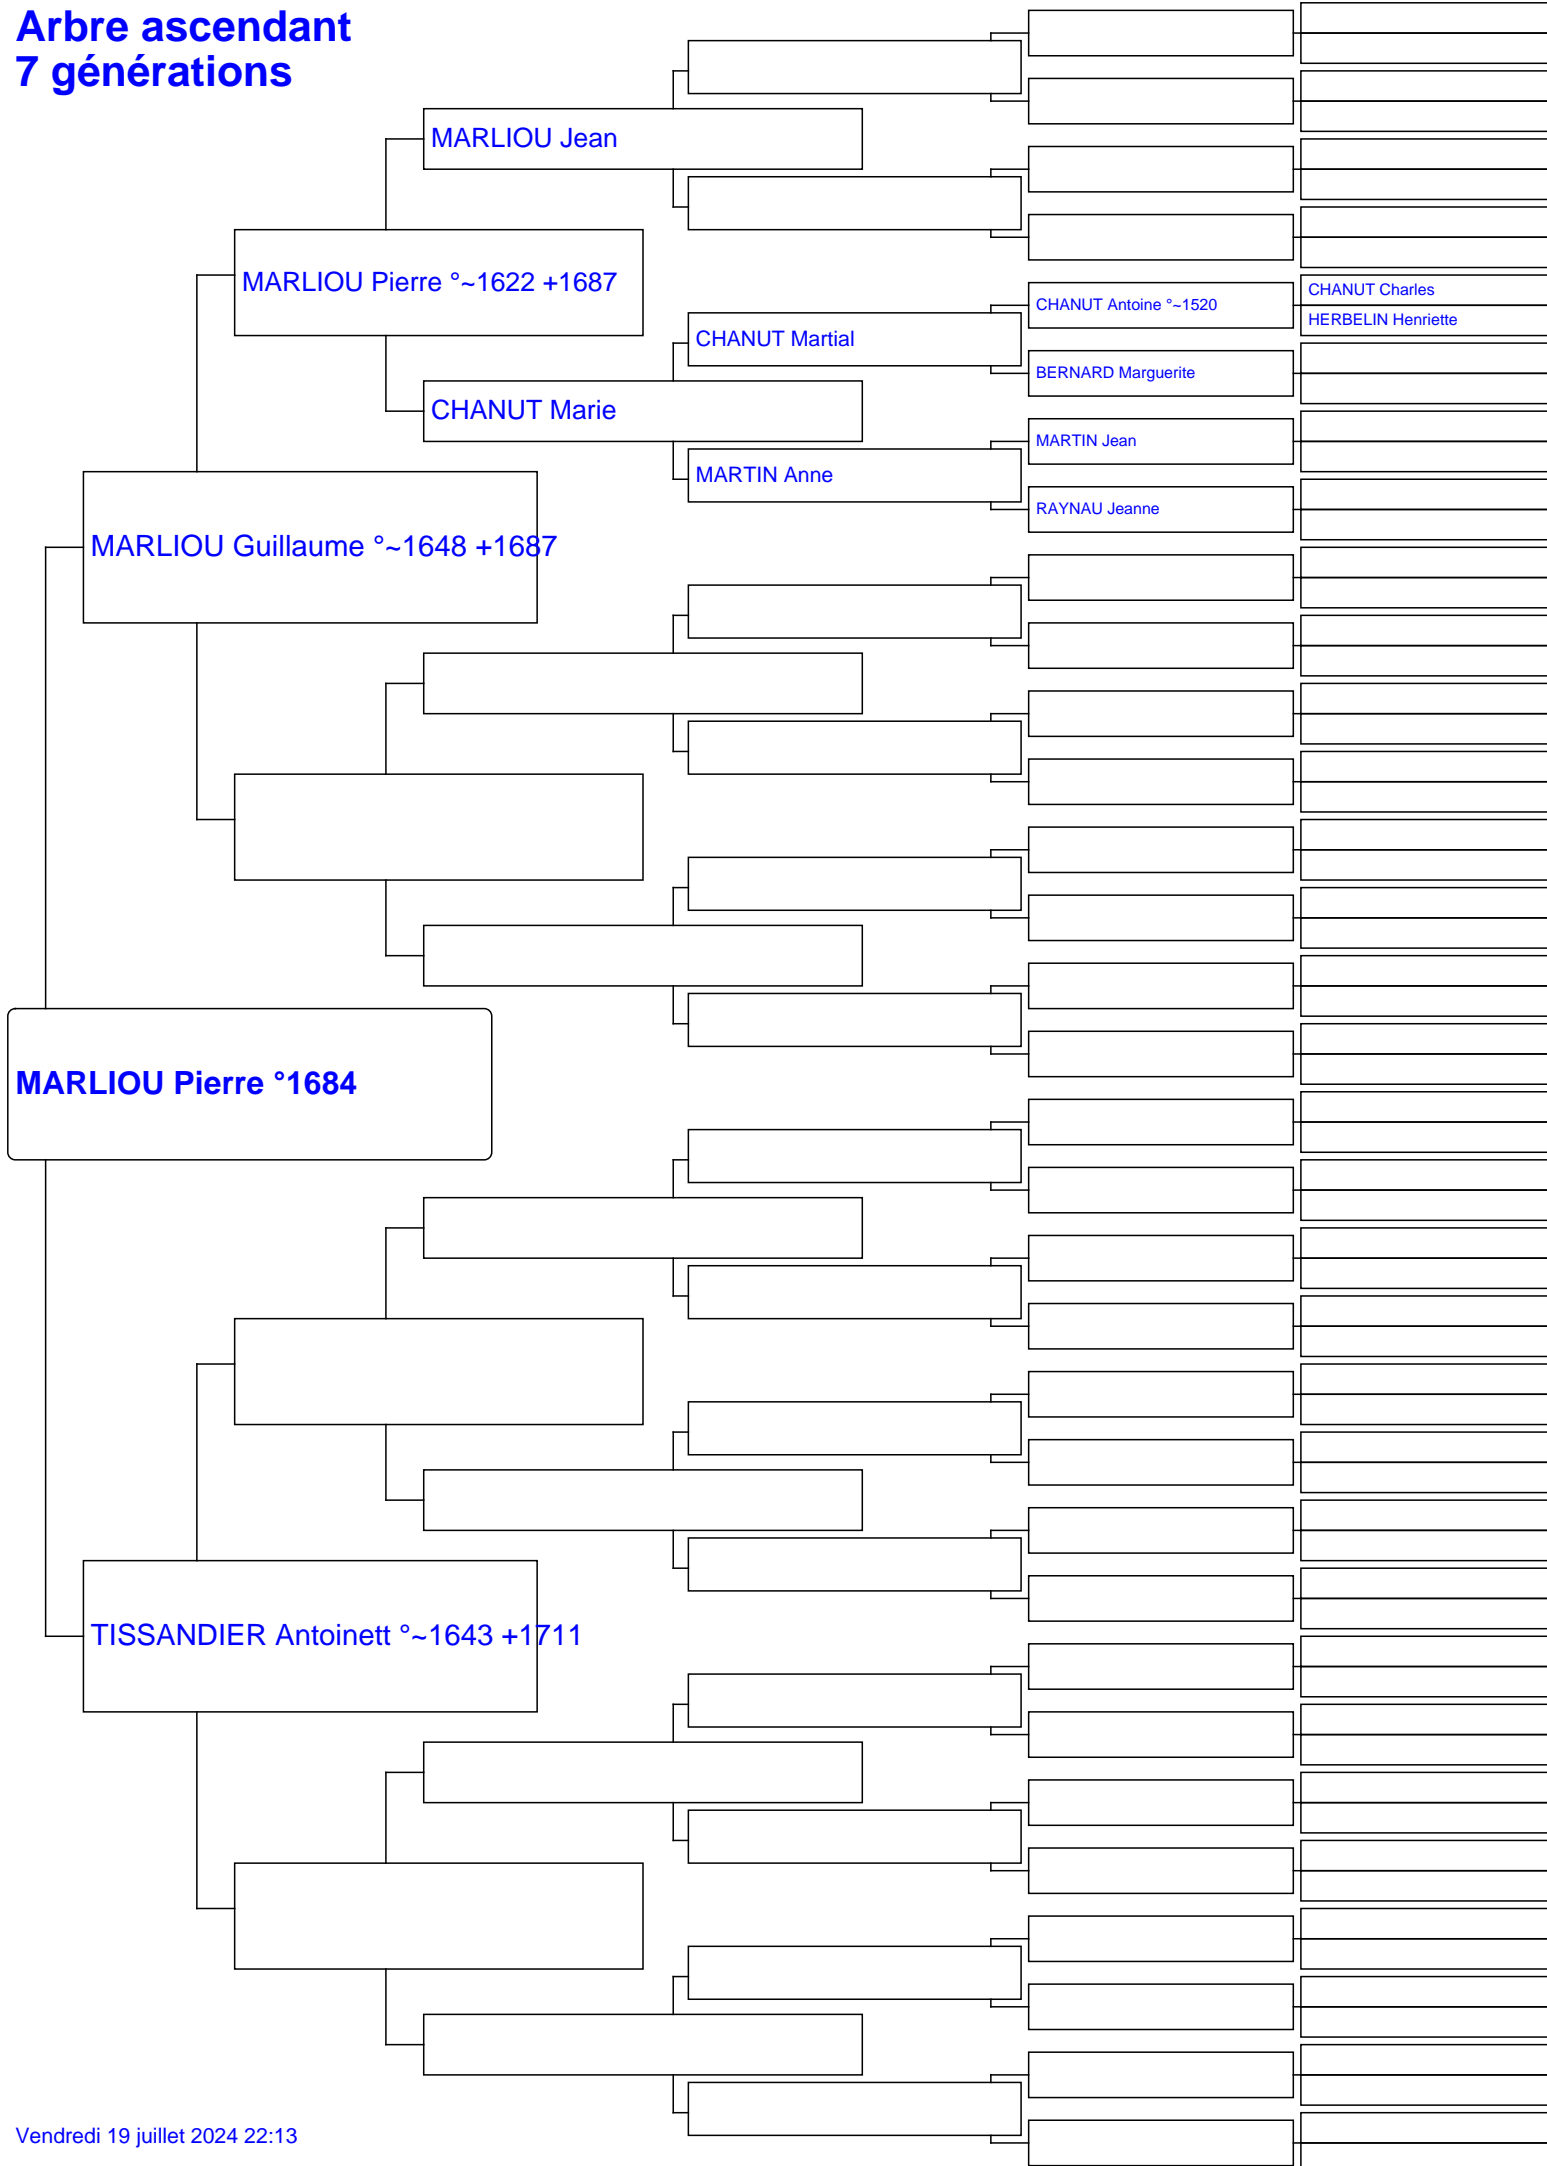 Arbre ascendant
7 générations
MARLIOU Jean
MARLIOU Pierre °~1622 +1687
CHANUT Charles
CHANUT Antoine °~1520
HERBELIN Henriette
CHANUT Martial
BERNARD Marguerite
CHANUT Marie
MARTIN Jean
MARTIN Anne
RAYNAU Jeanne
MARLIOU Guillaume °~1648 +1687
MARLIOU Pierre °1684
TISSANDIER Antoinett °~1643 +1711
Vendredi 19 juillet 2024 22:13